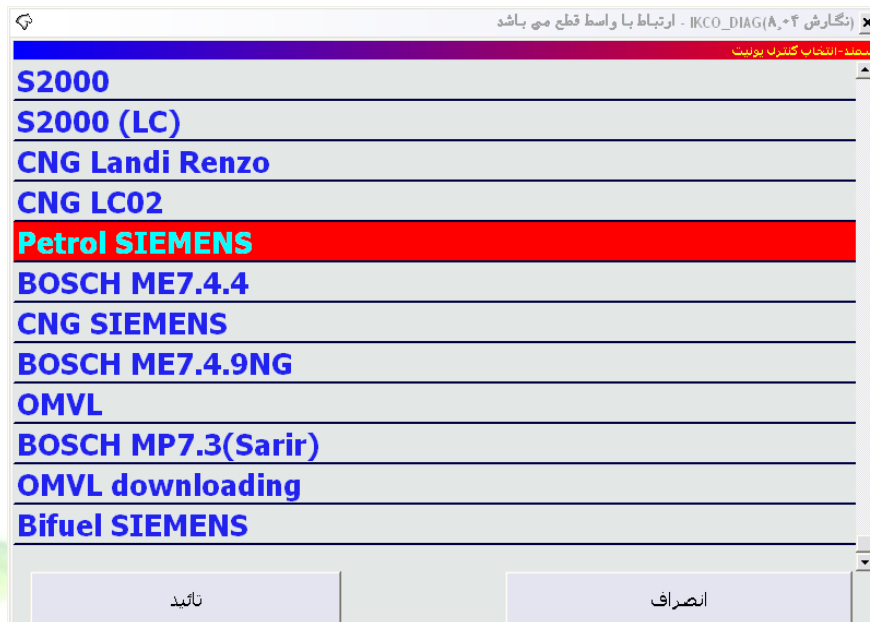 (نگارش ۸,۰۴) IKCO_DIAG - ارتباط با واسط قطع می باشد
سمند-انتخاب کنترل یونیت
S2000
S2000 (LC)
CNG Landi Renzo
CNG LC02
Petrol SIEMENS
BOSCH ME7.4.4
CNG SIEMENS
BOSCH ME7.4.9NG
OMVL
BOSCH MP7.3(Sarir)
OMVL downloading
Bifuel SIEMENS
انصراف
تائید